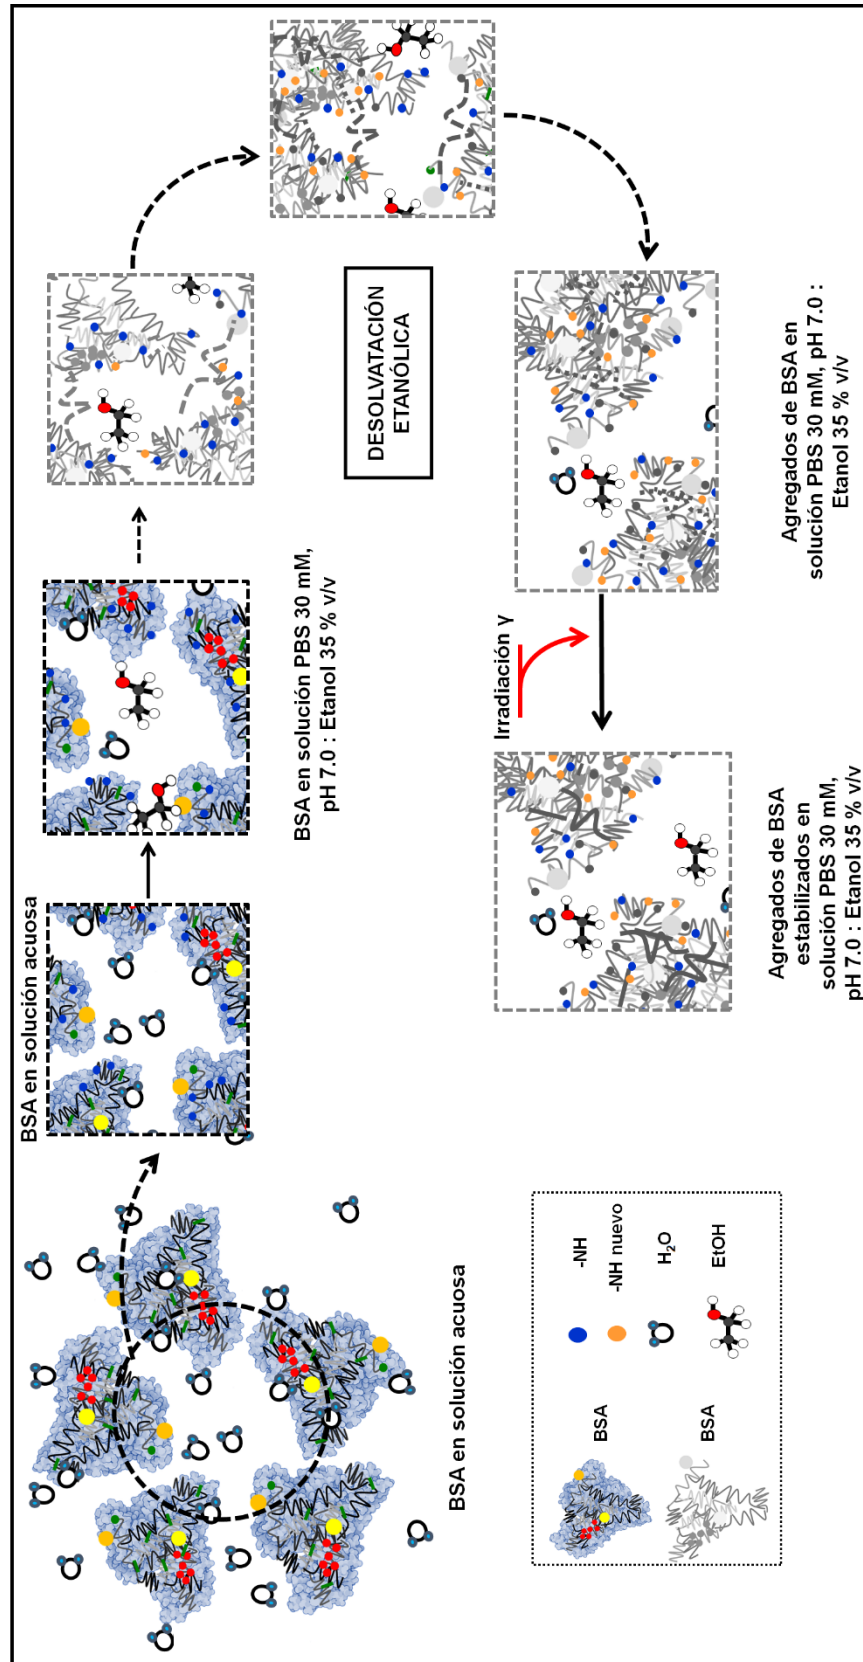 BSA en solución acuosa
BSA en solución acuosa
BSA en solución PBS 30 mM,
pH 7.0 : Etanol 35 % v/v
DESOLVATACIÓN
ETANÓLICA
Agregados de BSA en
solución PBS 30 mM, pH 7.0 :
Etanol 35 % v/v
Irradiación γ
Agregados de BSA
estabilizados en
solución PBS 30 mM,
pH 7.0 : Etanol 35 % v/v
BSA
BSA
-NH
-NH nuevo
H₂O
EtOH